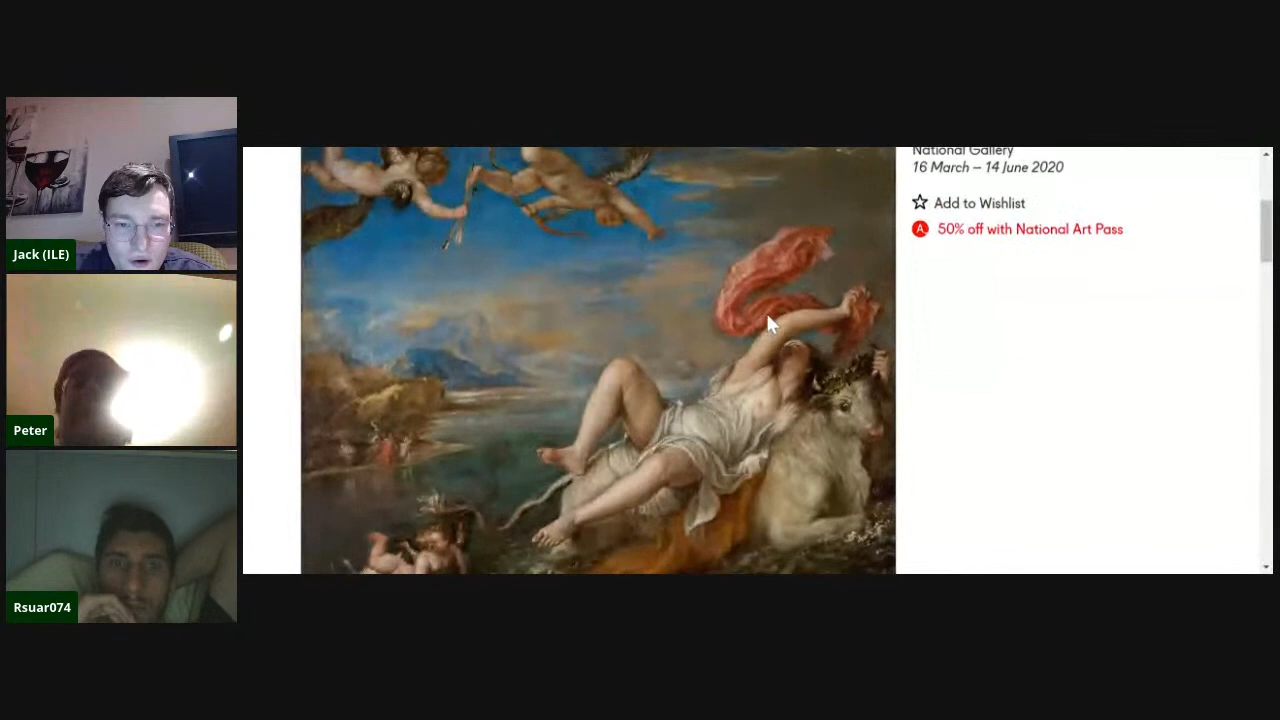 Jack (ILE)
Peter
Rsuar074
National Gallery
16 March – 14 June 2020
Add to Wishlist
A 50% off with National Art Pass